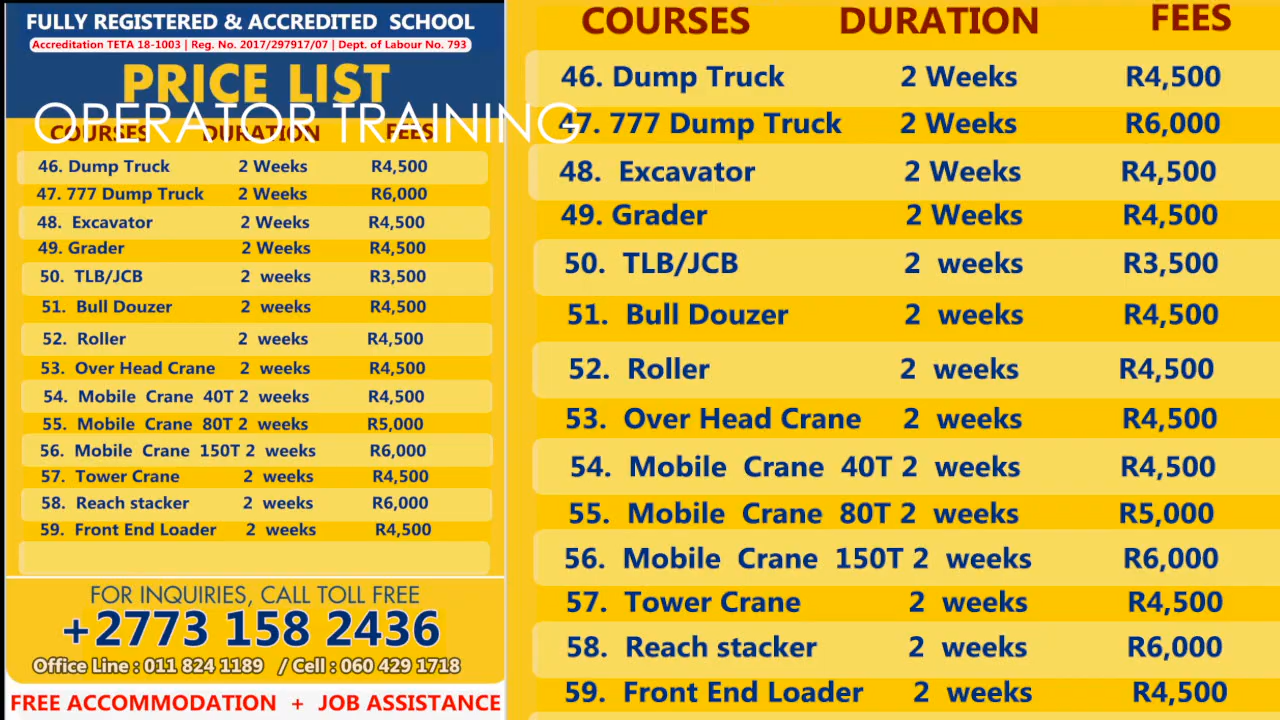 FULLY REGISTERED & ACCREDITED SCHOOL
Accreditation TETA 18-1003 | Reg. No. 2017/297917/07 | Dept. of Labour No. 793
PRICE LIST
OPERATOR TRAINING
COURSES DURATION FEES
46. Dump Truck 2 Weeks R4,500
47. 777 Dump Truck 2 Weeks R6,000
48. Excavator 2 Weeks R4,500
49. Grader 2 Weeks R4,500
50. TLB/JCB 2 weeks R3,500
51. Bull Douzer 2 weeks R4,500
52. Roller 2 weeks R4,500
53. Over Head Crane 2 weeks R4,500
54. Mobile Crane 40T 2 weeks R4,500
55. Mobile Crane 80T 2 weeks R5,000
56. Mobile Crane 150T 2 weeks R6,000
57. Tower Crane 2 weeks R4,500
58. Reach stacker 2 weeks R6,000
59. Front End Loader 2 weeks R4,500
FOR INQUIRIES, CALL TOLL FREE
+2773 158 2436
Office Line : 011 824 1189 / Cell : 060 429 1718
FREE ACCOMMODATION + JOB ASSISTANCE
COURSES DURATION FEES
46. Dump Truck 2 Weeks R4,500
47. 777 Dump Truck 2 Weeks R6,000
48. Excavator 2 Weeks R4,500
49. Grader 2 Weeks R4,500
50. TLB/JCB 2 weeks R3,500
51. Bull Douzer 2 weeks R4,500
52. Roller 2 weeks R4,500
53. Over Head Crane 2 weeks R4,500
54. Mobile Crane 40T 2 weeks R4,500
55. Mobile Crane 80T 2 weeks R5,000
56. Mobile Crane 150T 2 weeks R6,000
57. Tower Crane 2 weeks R4,500
58. Reach stacker 2 weeks R6,000
59. Front End Loader 2 weeks R4,500